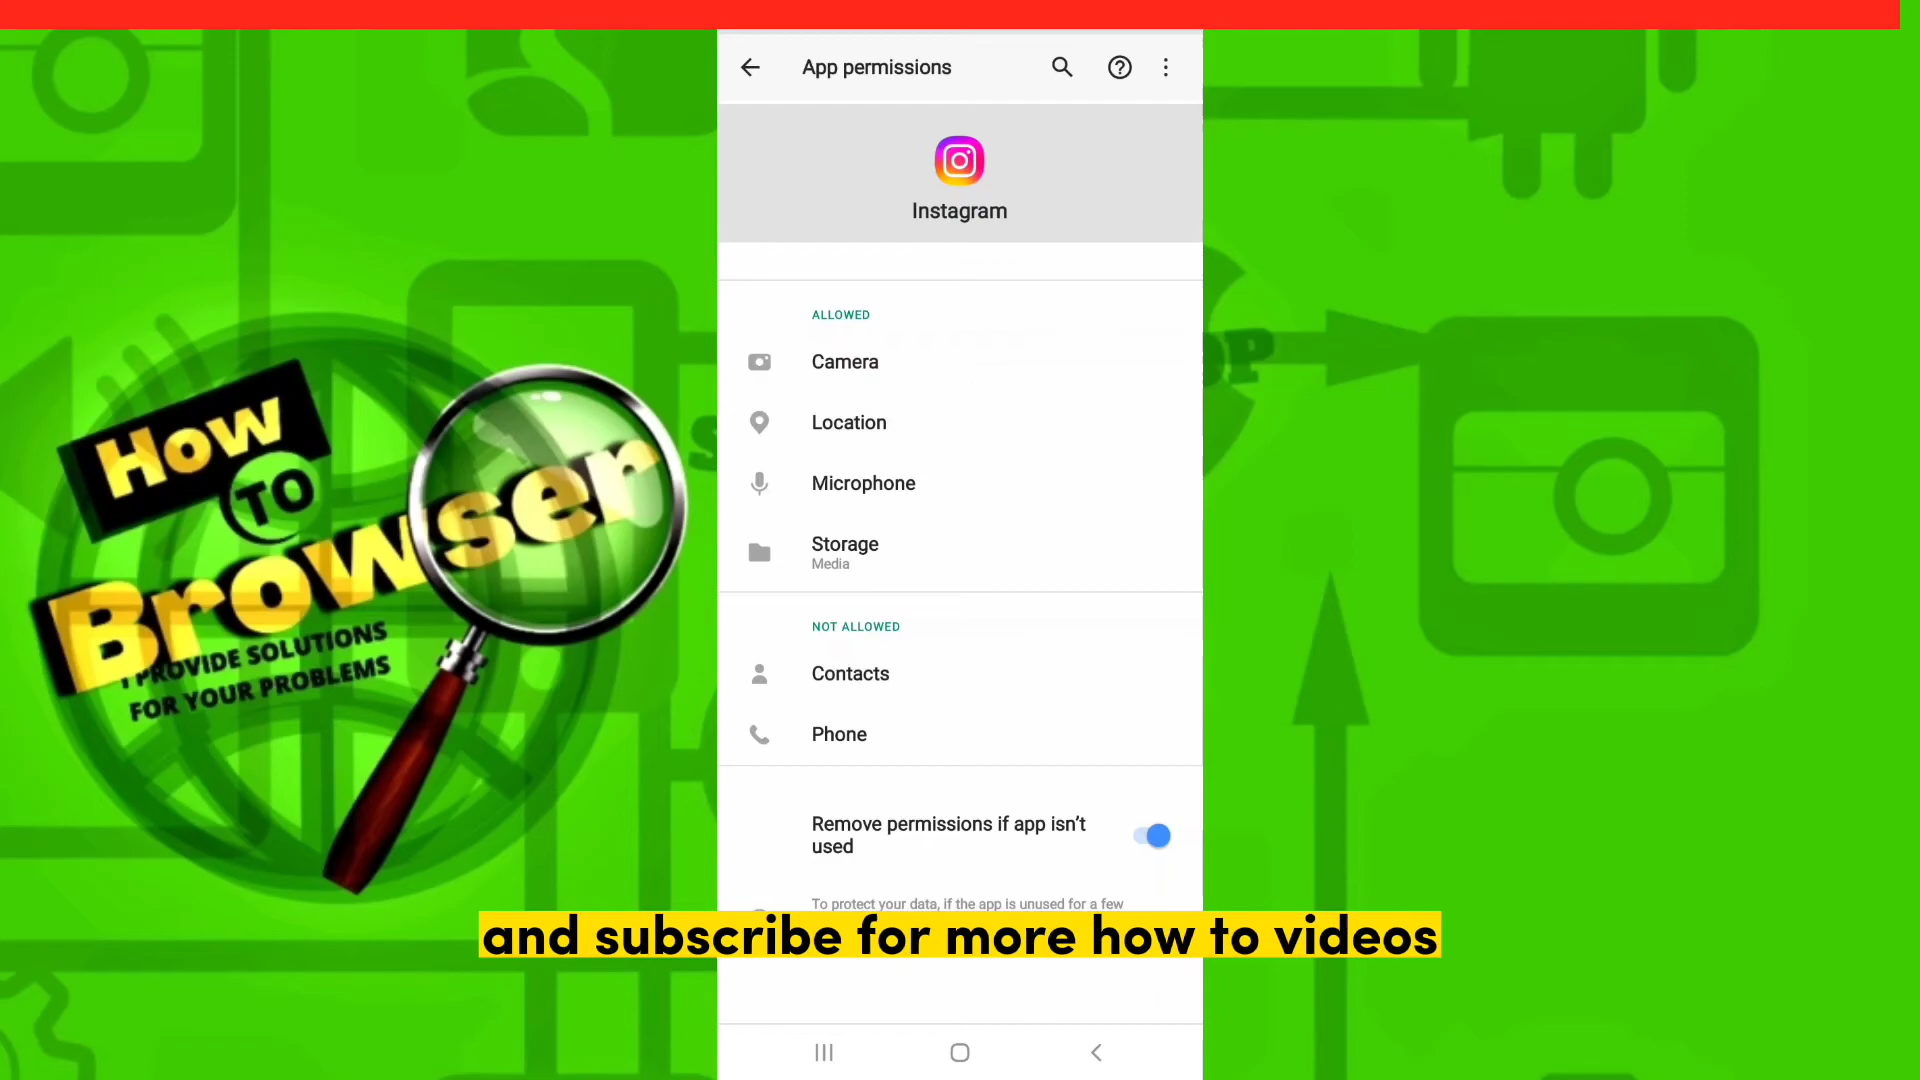 App permissions
Instagram
ALLOWED
Camera
Location
Microphone
Storage
Media
NOT ALLOWED
Contacts
Phone
Remove permissions if app isn't
used
To protect your data, if the app is unused for a few
and subscribe for more how to videos
How
TO
Browser
I PROVIDE SOLUTIONS
FOR YOUR PROBLEMS